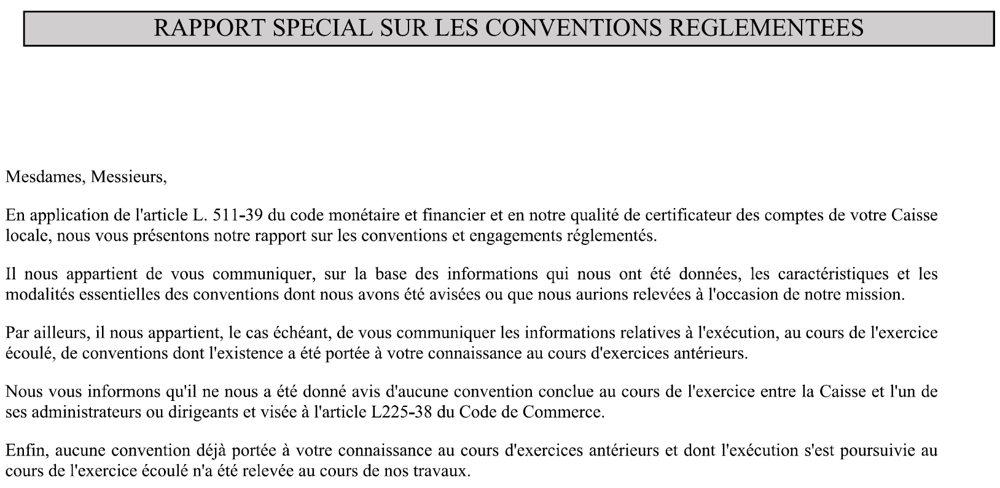 RAPPORT SPECIAL SUR LES CONVENTIONS REGLEMENTEES
Mesdames, Messieurs,
En application de l'article L. 511-39 du code monétaire et financier et en notre qualité de certificateur des comptes de votre Caisse
locale, nous vous présentons notre rapport sur les conventions et engagements réglementés.
Il nous appartient de vous communiquer, sur la base des informations qui nous ont été données, les caractéristiques et les
modalités essentielles des conventions dont nous avons été avisées ou que nous aurions relevées à l'occasion de notre mission.
Par ailleurs, il nous appartient, le cas échéant, de vous communiquer les informations relatives à l'exécution, au cours de l'exercice
écoulé, de conventions dont l'existence a été portée à votre connaissance au cours d'exercices antérieurs.
Nous vous informons qu'il ne nous a été donné avis d'aucune convention conclue au cours de l'exercice entre la Caisse et l'un de
ses administrateurs ou dirigeants et visée à l'article L225-38 du Code de Commerce.
Enfin, aucune convention déjà portée à votre connaissance au cours d'exercices antérieurs et dont l'exécution s'est poursuivie au
cours de l'exercice écoulé n'a été relevée au cours de nos travaux.